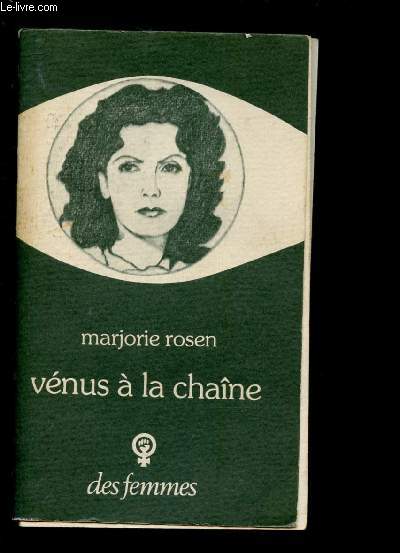 Le-livre.com
marjorie rosen
vénus à la chaîne
des femmes